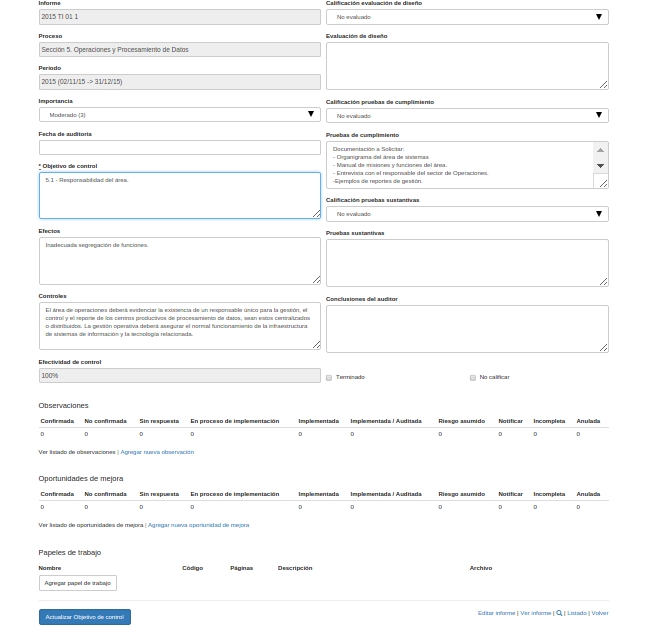 Informe
2015 TI 01 1
Proceso
Sección 5. Operaciones y Procesamiento de Datos
Período
2015 (02/11/15 -> 31/12/15)
Importancia
Moderado (3)
Fecha de auditoría
* Objetivo de control
5.1 - Responsabilidad del área.
Efectos
Inadecuada segregación de funciones.
Controles
El área de operaciones deberá evidenciar la existencia de un responsable único para la gestión, el
control y el reporte de los centros productivos de procesamiento de datos, sean estos centralizados
o distribuidos. La gestión operativa deberá asegurar el normal funcionamiento de la infraestructura
de sistemas de información y la tecnología relacionada.
Efectividad de control
100%
Calificación evaluación de diseño
No evaluado
Evaluación de diseño
Calificación pruebas de cumplimiento
No evaluado
Pruebas de cumplimiento
Documentación a Solicitar:
- Organigrama del área de sistemas
- Manual de misiones y funciones del área.
- Entrevista con el responsable del sector de Operaciones.
-Ejemplos de reportes de gestión.
Calificación pruebas sustantivas
No evaluado
Pruebas sustantivas
Conclusiones del auditor
Terminado No calificar
Observaciones
Confirmada No confirmada Sin respuesta En proceso de implementación Implementada Implementada / Auditada Riesgo asumido Notificar Incompleta Anulada
0 0 0 0 0 0 0 0 0 0
Ver listado de observaciones | Agregar nueva observación
Oportunidades de mejora
Confirmada No confirmada Sin respuesta En proceso de implementación Implementada Implementada / Auditada Riesgo asumido Notificar Incompleta Anulada
0 0 0 0 0 0 0 0 0 0
Ver listado de oportunidades de mejora | Agregar nueva oportunidad de mejora
Papeles de trabajo
Nombre Código Páginas Descripción Archivo
Agregar papel de trabajo
Actualizar Objetivo de control
Editar informe | Ver informe | | Listado | Volver